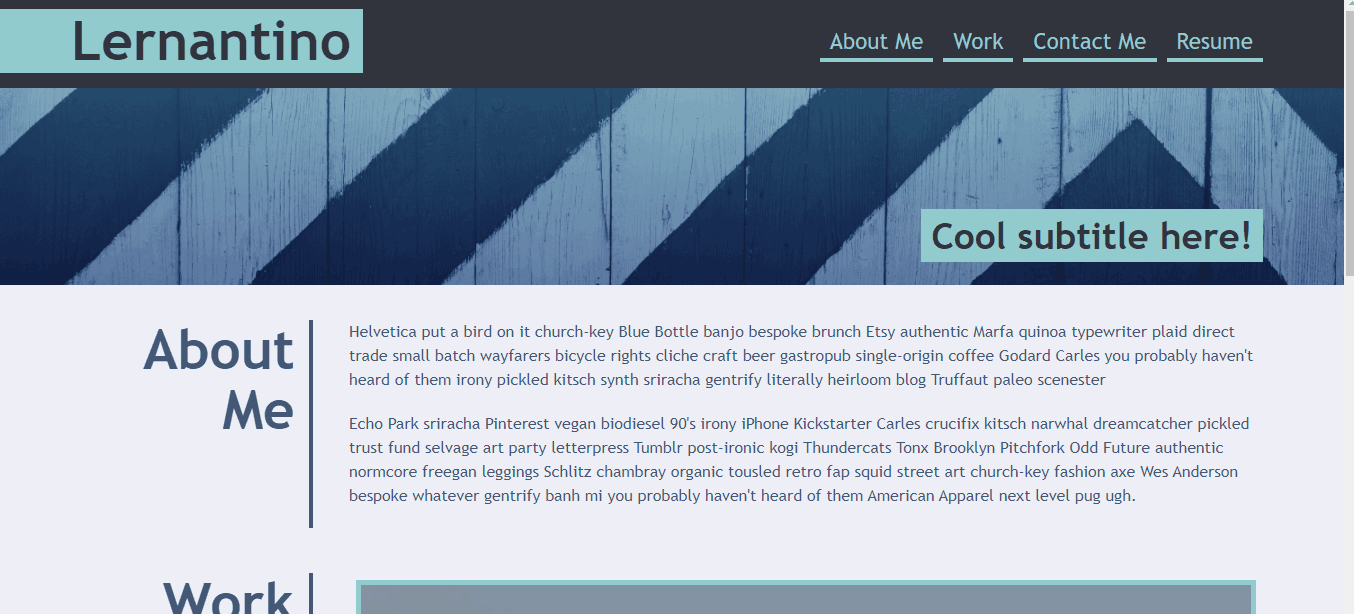 Lernantino
About Me
Work
Contact Me
Resume
Cool subtitle here!
About
Me
Helvetica put a bird on it church-key Blue Bottle banjo bespoke brunch Etsy authentic Marfa quinoa typewriter plaid direct
trade small batch wayfarers bicycle rights cliche craft beer gastropub single-origin coffee Godard Carles you probably haven't
heard of them irony pickled kitsch synth sriracha gentrify literally heirloom blog Truffaut paleo scenester
Echo Park sriracha Pinterest vegan biodiesel 90's irony iPhone Kickstarter Carles crucifix kitsch narwhal dreamcatcher pickled
trust fund selvage art party letterpress Tumblr post-ironic kogi Thundercats Tonx Brooklyn Pitchfork Odd Future authentic
normcore freegan leggings Schlitz chambray organic tousled retro fap squid street art church-key fashion axe Wes Anderson
bespoke whatever gentrify banh mi you probably haven't heard of them American Apparel next level pug ugh.
Work